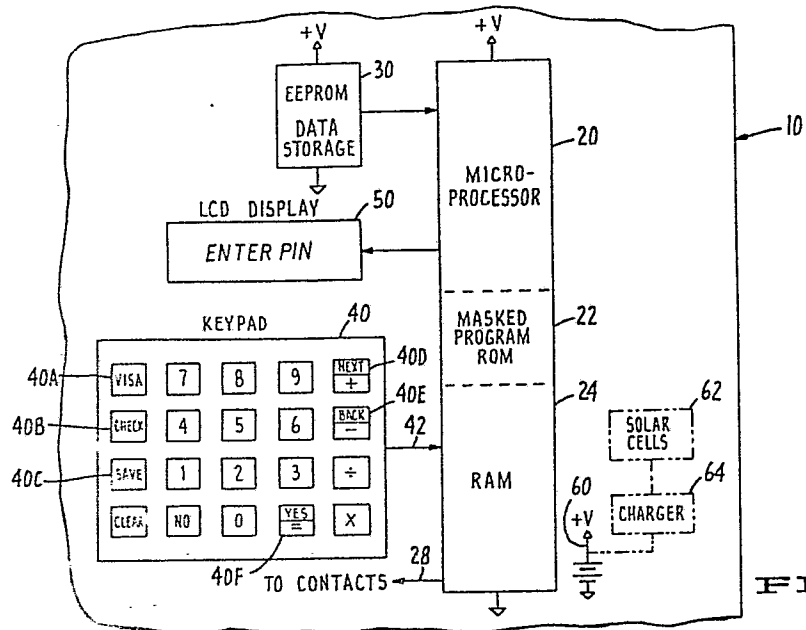 +V
+V
30
EEPROM
DATA
STORAGE
20
10
MICRO-
PROCESSOR
LCD DISPLAY
50
ENTER PIN
KEYPAD
40
MASKED
PROGRAM
ROM
22
40A
VISA
7
8
9
NEXT
+
40D
40B
CHECK
4
5
6
BACK
-
40E
42
24
SOLAR
CELLS
62
40C
SAVE
1
2
3
÷
RAM
60
+V
CHARGER
64
CLEAR
NO
0
YES
=
X
40F
TO CONTACTS
28